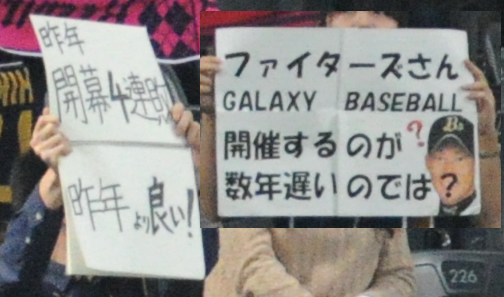 昨年
開幕4連敗
昨年
より良い!
ファイターズさん
GALAXY BASEBALL
開催するのが?
数年遅いのでは?
Bs
226